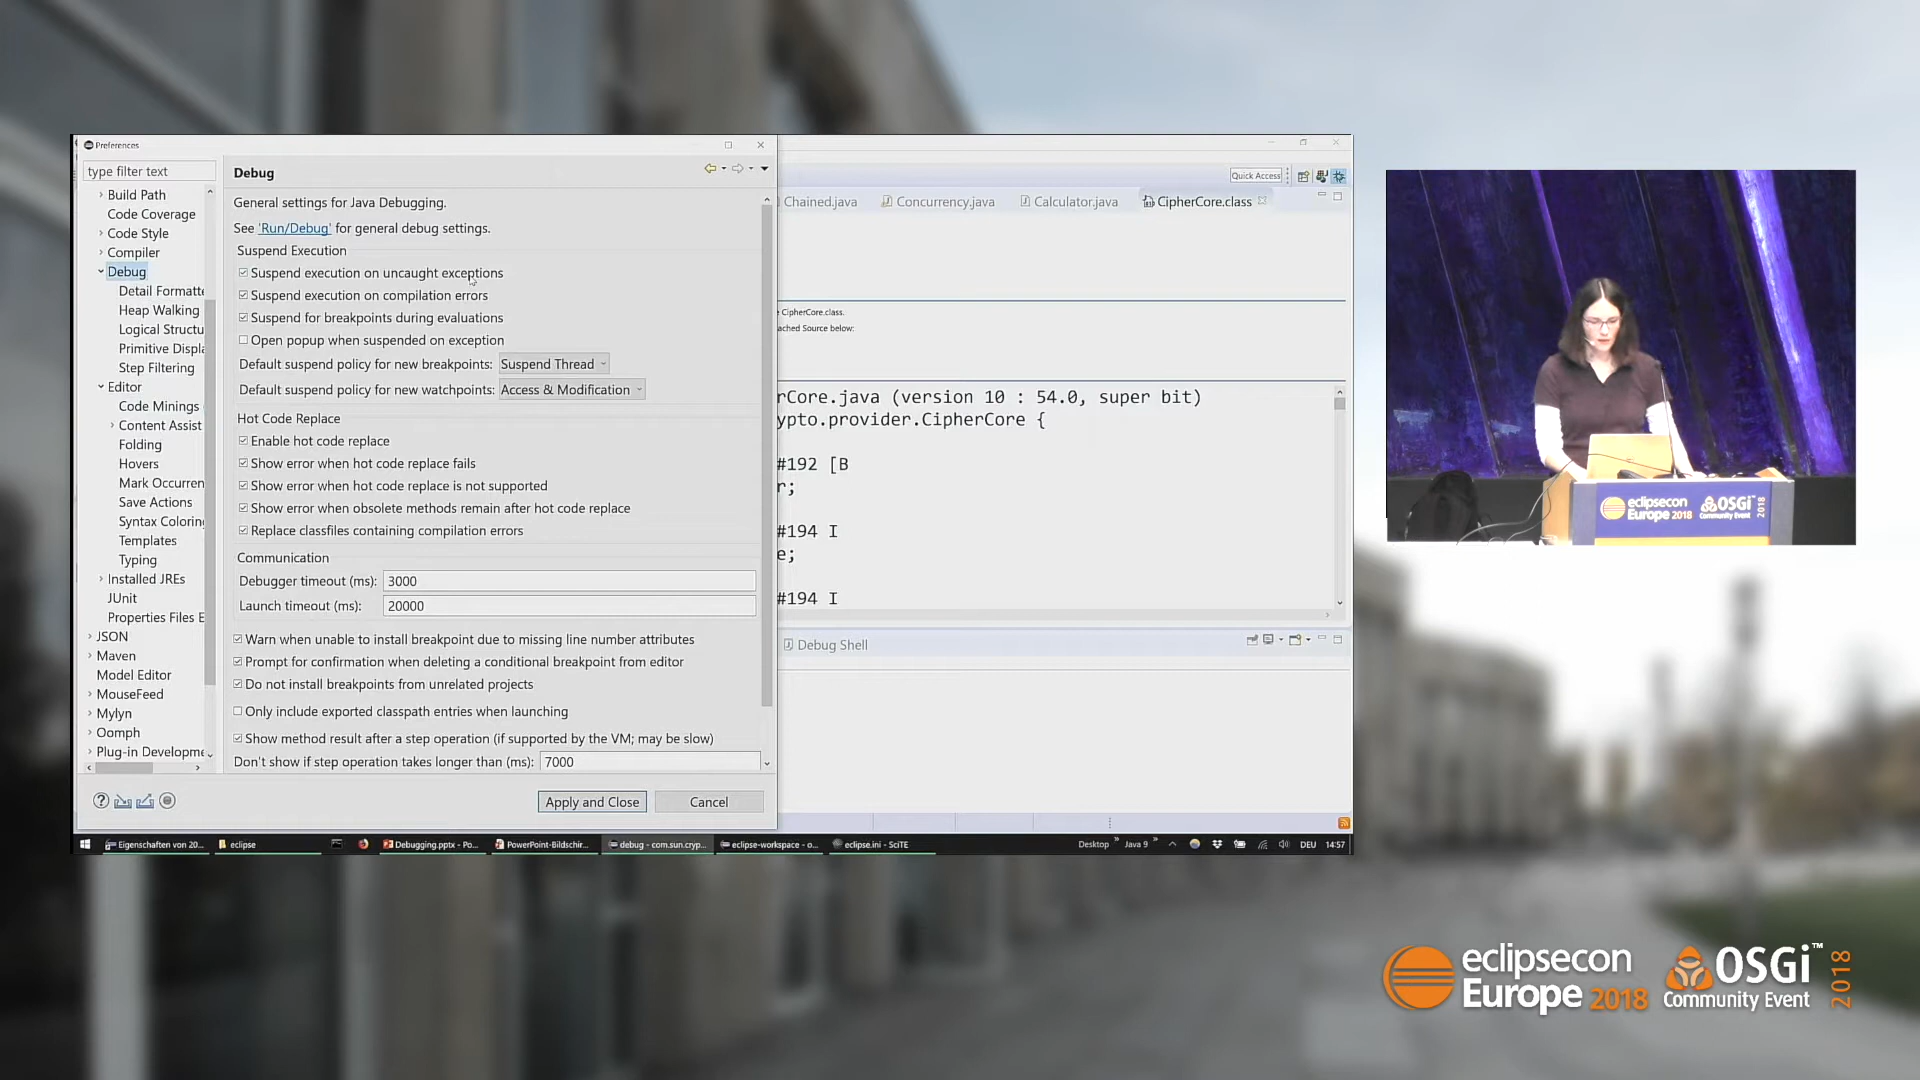 Preferences
type filter text
Build Path
Code Coverage
Code Style
Compiler
Debug
Detail Formatte
Heap Walking
Logical Structu
Primitive Displa
Step Filtering
Editor
Code Minings
Content Assist
Folding
Hovers
Mark Occurren
Save Actions
Syntax Coloring
Templates
Typing
Installed JREs
JUnit
Properties Files E
JSON
Maven
Model Editor
MouseFeed
Mylyn
Oomph
Plug-in Developme
Debug
General settings for Java Debugging.
See 'Run/Debug' for general debug settings.
Suspend Execution
Suspend execution on uncaught exceptions
Suspend execution on compilation errors
Suspend for breakpoints during evaluations
Open popup when suspended on exception
Default suspend policy for new breakpoints: Suspend Thread
Default suspend policy for new watchpoints: Access & Modification
Hot Code Replace
Enable hot code replace
Show error when hot code replace fails
Show error when hot code replace is not supported
Show error when obsolete methods remain after hot code replace
Replace classfiles containing compilation errors
Communication
Debugger timeout (ms): 3000
Launch timeout (ms): 20000
Warn when unable to install breakpoint due to missing line number attributes
Prompt for confirmation when deleting a conditional breakpoint from editor
Do not install breakpoints from unrelated projects
Only include exported classpath entries when launching
Show method result after a step operation (if supported by the VM; may be slow)
Don't show if step operation takes longer than (ms): 7000
Apply and Close Cancel
Quick Access
Chained.java Concurrency.java Calculator.java CipherCore.class
e CipherCore.class.
ached Source below:
rCore.java (version 10 : 54.0, super bit)
ypto.provider.CipherCore {
#192 [B
r;
#194 I
e;
#194 I
Debug Shell
Eigenschaften von 20... eclipse Debugging.pptx - Po... PowerPoint-Bildschir... debug - com.sun.cryp... eclipse-workspace - o... eclipse.ini - SciTE Desktop Java 9 DEU 14:57
eclipsecon
Europe 2018
OSGi
Community Event
2018
eclipsecon
Europe 2018
OSGi™
Community Event
2018